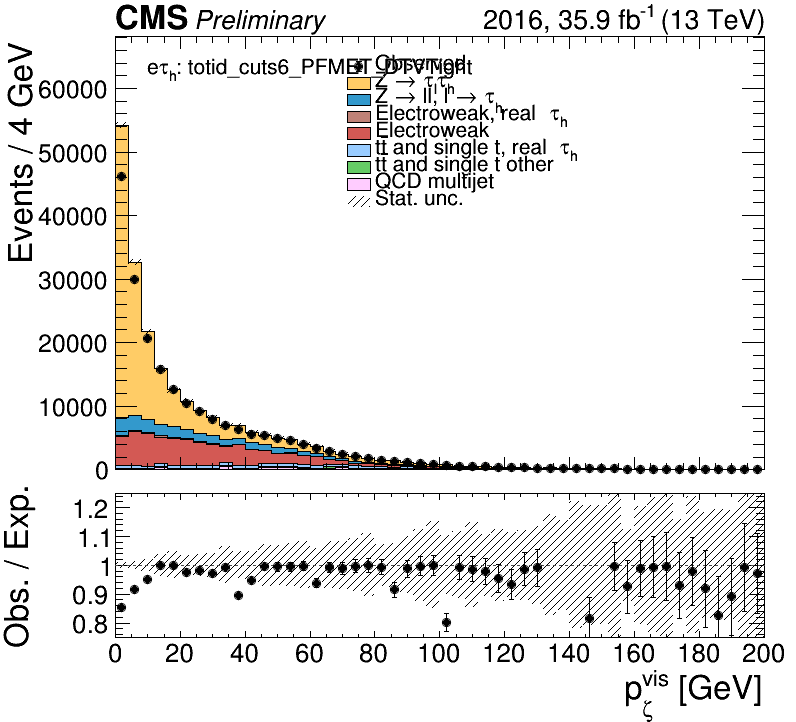 CMS Preliminary 2016, 35.9 fb⁻¹ (13 TeV)
Events / 4 GeV
60000
50000
40000
30000
20000
10000
0
eτh: totid_cuts6_PFMET_DTVTight
Observed
Z → τlτh
Z → ll, l → τh
Electroweak, real τh
Electroweak
tt̄ and single t, real τh
tt̄ and single t other
QCD multijet
Stat. unc.
Obs. / Exp.
1.2
1.1
1
0.9
0.8
0 20 40 60 80 100 120 140 160 180 200
pζvis [GeV]